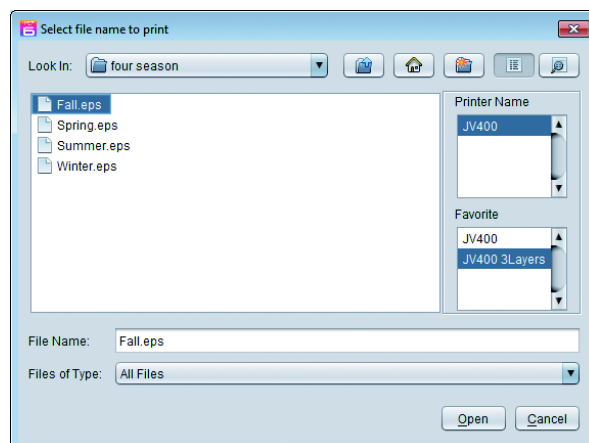 Select file name to print
Look In: four season
Fall.eps
Spring.eps
Summer.eps
Winter.eps
Printer Name
JV400
Favorite
JV400
JV400 3Layers
File Name: Fall.eps
Files of Type: All Files
Open Cancel